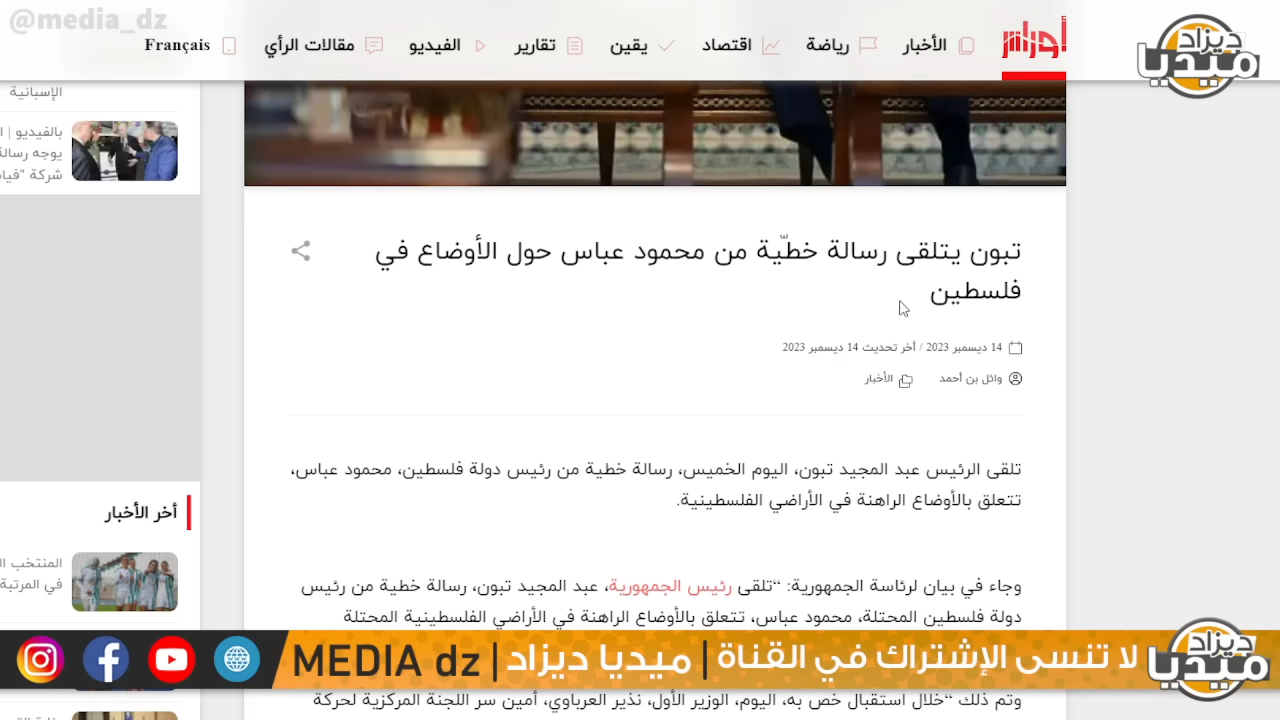 @media_dz
أوراس
الأخبار
رياضة
اقتصاد
يقين
تقارير
الفيديو
مقالات الرأي
Français
ديزاد
ميديا
الإسبانية
بالفيديو | ا
يوجه رسالة
شركة "فيا
تبون يتلقى رسالة خطيّة من محمود عباس حول الأوضاع في
فلسطين
14 ديسمبر 2023 / أخر تحديث 14 ديسمبر 2023
وائل بن أحمد
الأخبار
تلقى الرئيس عبد المجيد تبون، اليوم الخميس، رسالة خطية من رئيس دولة فلسطين، محمود عباس،
تتعلق بالأوضاع الراهنة في الأراضي الفلسطينية.
أخر الأخبار
المنتخب ال
في المرتبة
وجاء في بيان لرئاسة الجمهورية: “تلقى رئيس الجمهورية، عبد المجيد تبون، رسالة خطية من رئيس
دولة فلسطين المحتلة، محمود عباس، تتعلق بالأوضاع الراهنة في الأراضي الفلسطينية المحتلة
لا تنسى الإشتراك في القناة | ميديا ديزاد | MEDIA dz
ديزاد
ميديا
وتم ذلك “خلال استقبال خص به، اليوم، الوزير الأول، نذير العرباوي، أمين سر اللجنة المركزية لحركة